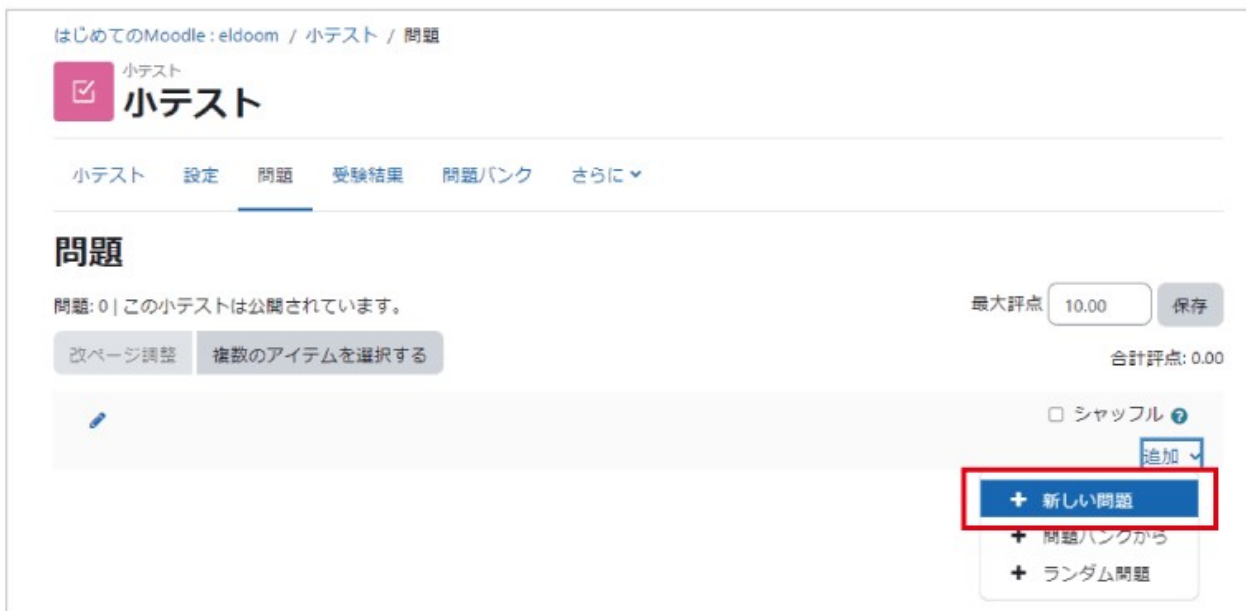 はじめてのMoodle : eldoom / 小テスト / 問題
小テスト
小テスト
小テスト 設定 問題 受験結果 問題バンク さらに
問題
問題: 0 | この小テストは公開されています。
最大評点 10.00 保存
改ページ調整 複数のアイテムを選択する
合計評点: 0.00
シャッフル
追加
+ 新しい問題
+ 問題バンクから
+ ランダム問題